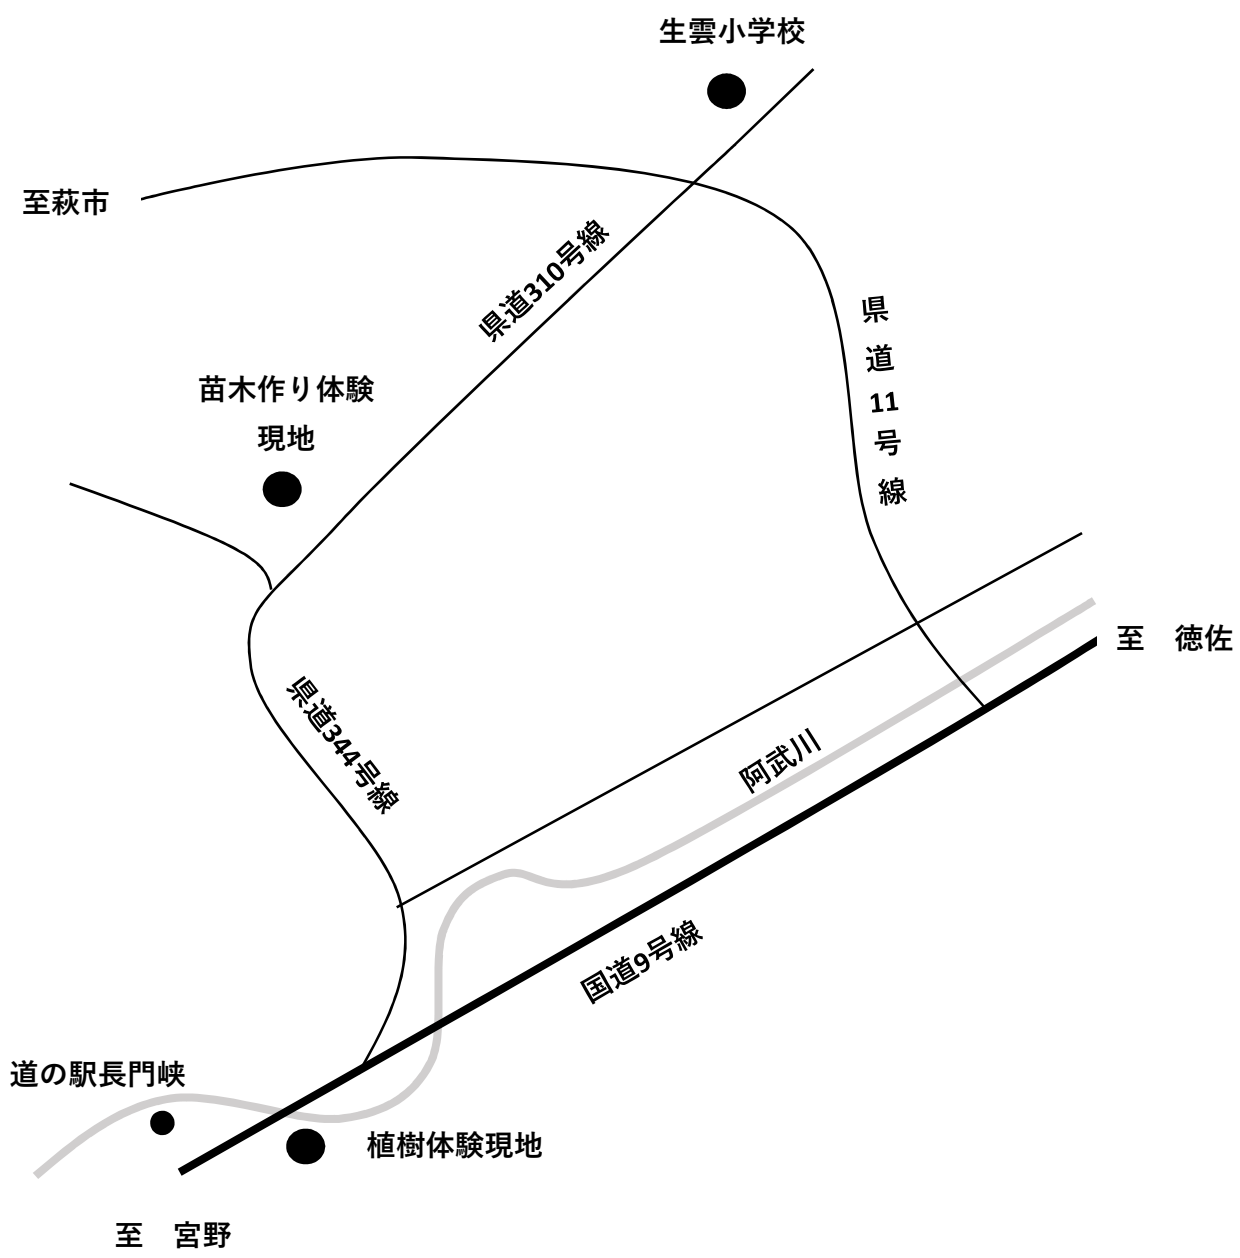 生雲小学校
至萩市
県道310号線
県道11号線
苗木作り体験
現地
至　徳佐
県道344号線
阿武川
国道9号線
道の駅長門峡
植樹体験現地
至　宮野